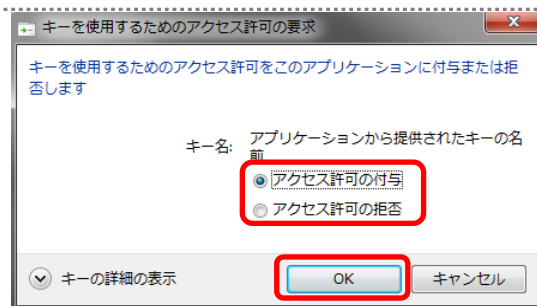 キーを使用するためのアクセス許可の要求
キーを使用するためのアクセス許可をこのアプリケーションに付与または拒
否します
キー名: アプリケーションから提供されたキーの名
前
アクセス許可の付与
アクセス許可の拒否
キーの詳細の表示 OK キャンセル